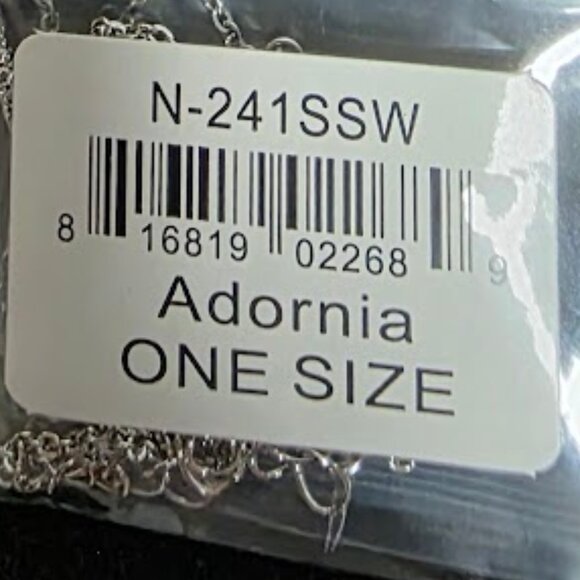 N-241SSW
8 16819 02268 9
Adornia
ONE SIZE